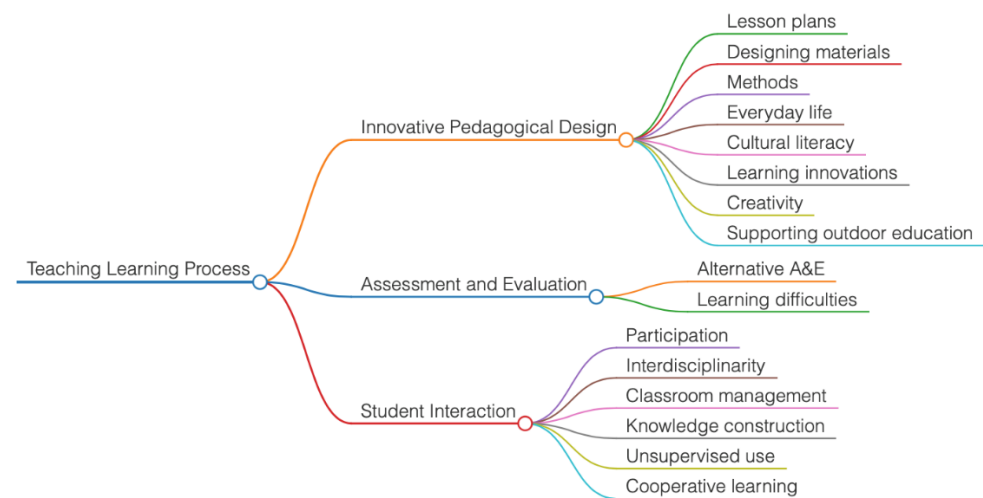 Teaching Learning Process
Innovative Pedagogical Design
Lesson plans
Designing materials
Methods
Everyday life
Cultural literacy
Learning innovations
Creativity
Supporting outdoor education
Assessment and Evaluation
Alternative A&E
Learning difficulties
Student Interaction
Participation
Interdisciplinarity
Classroom management
Knowledge construction
Unsupervised use
Cooperative learning